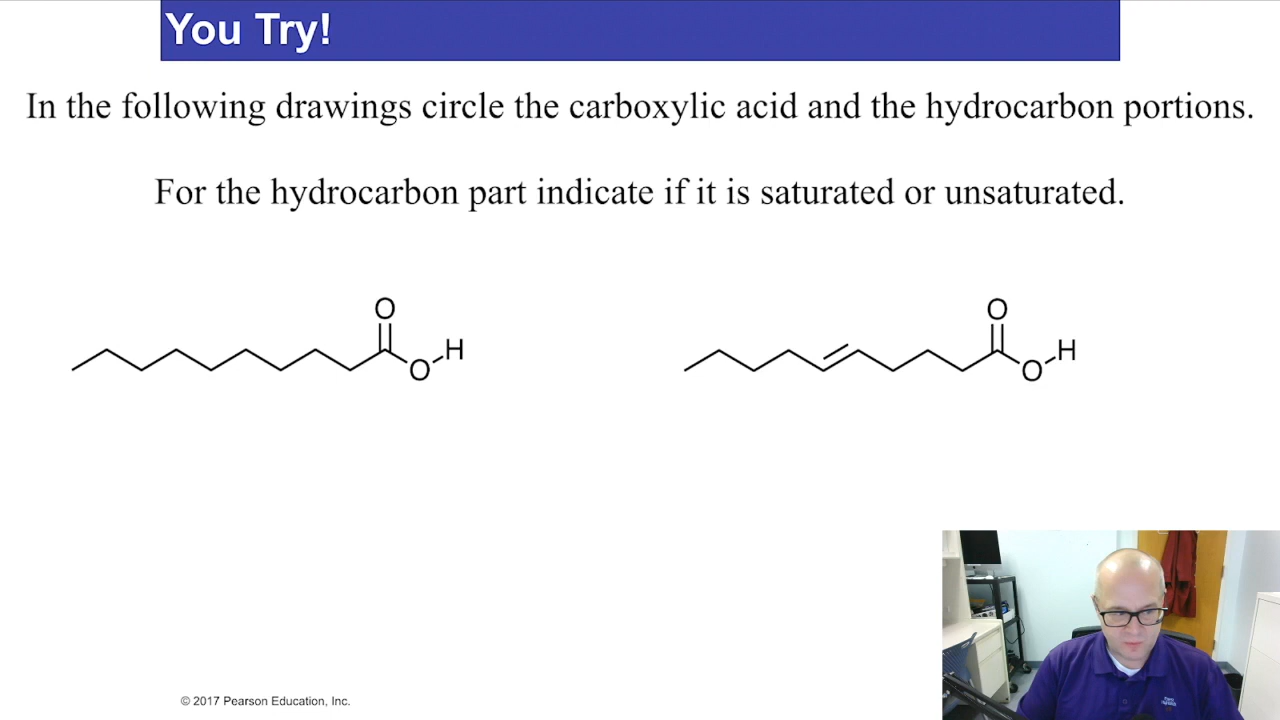 You Try!
In the following drawings circle the carboxylic acid and the hydrocarbon portions.
For the hydrocarbon part indicate if it is saturated or unsaturated.
O
H
O
O
H
O
© 2017 Pearson Education, Inc.